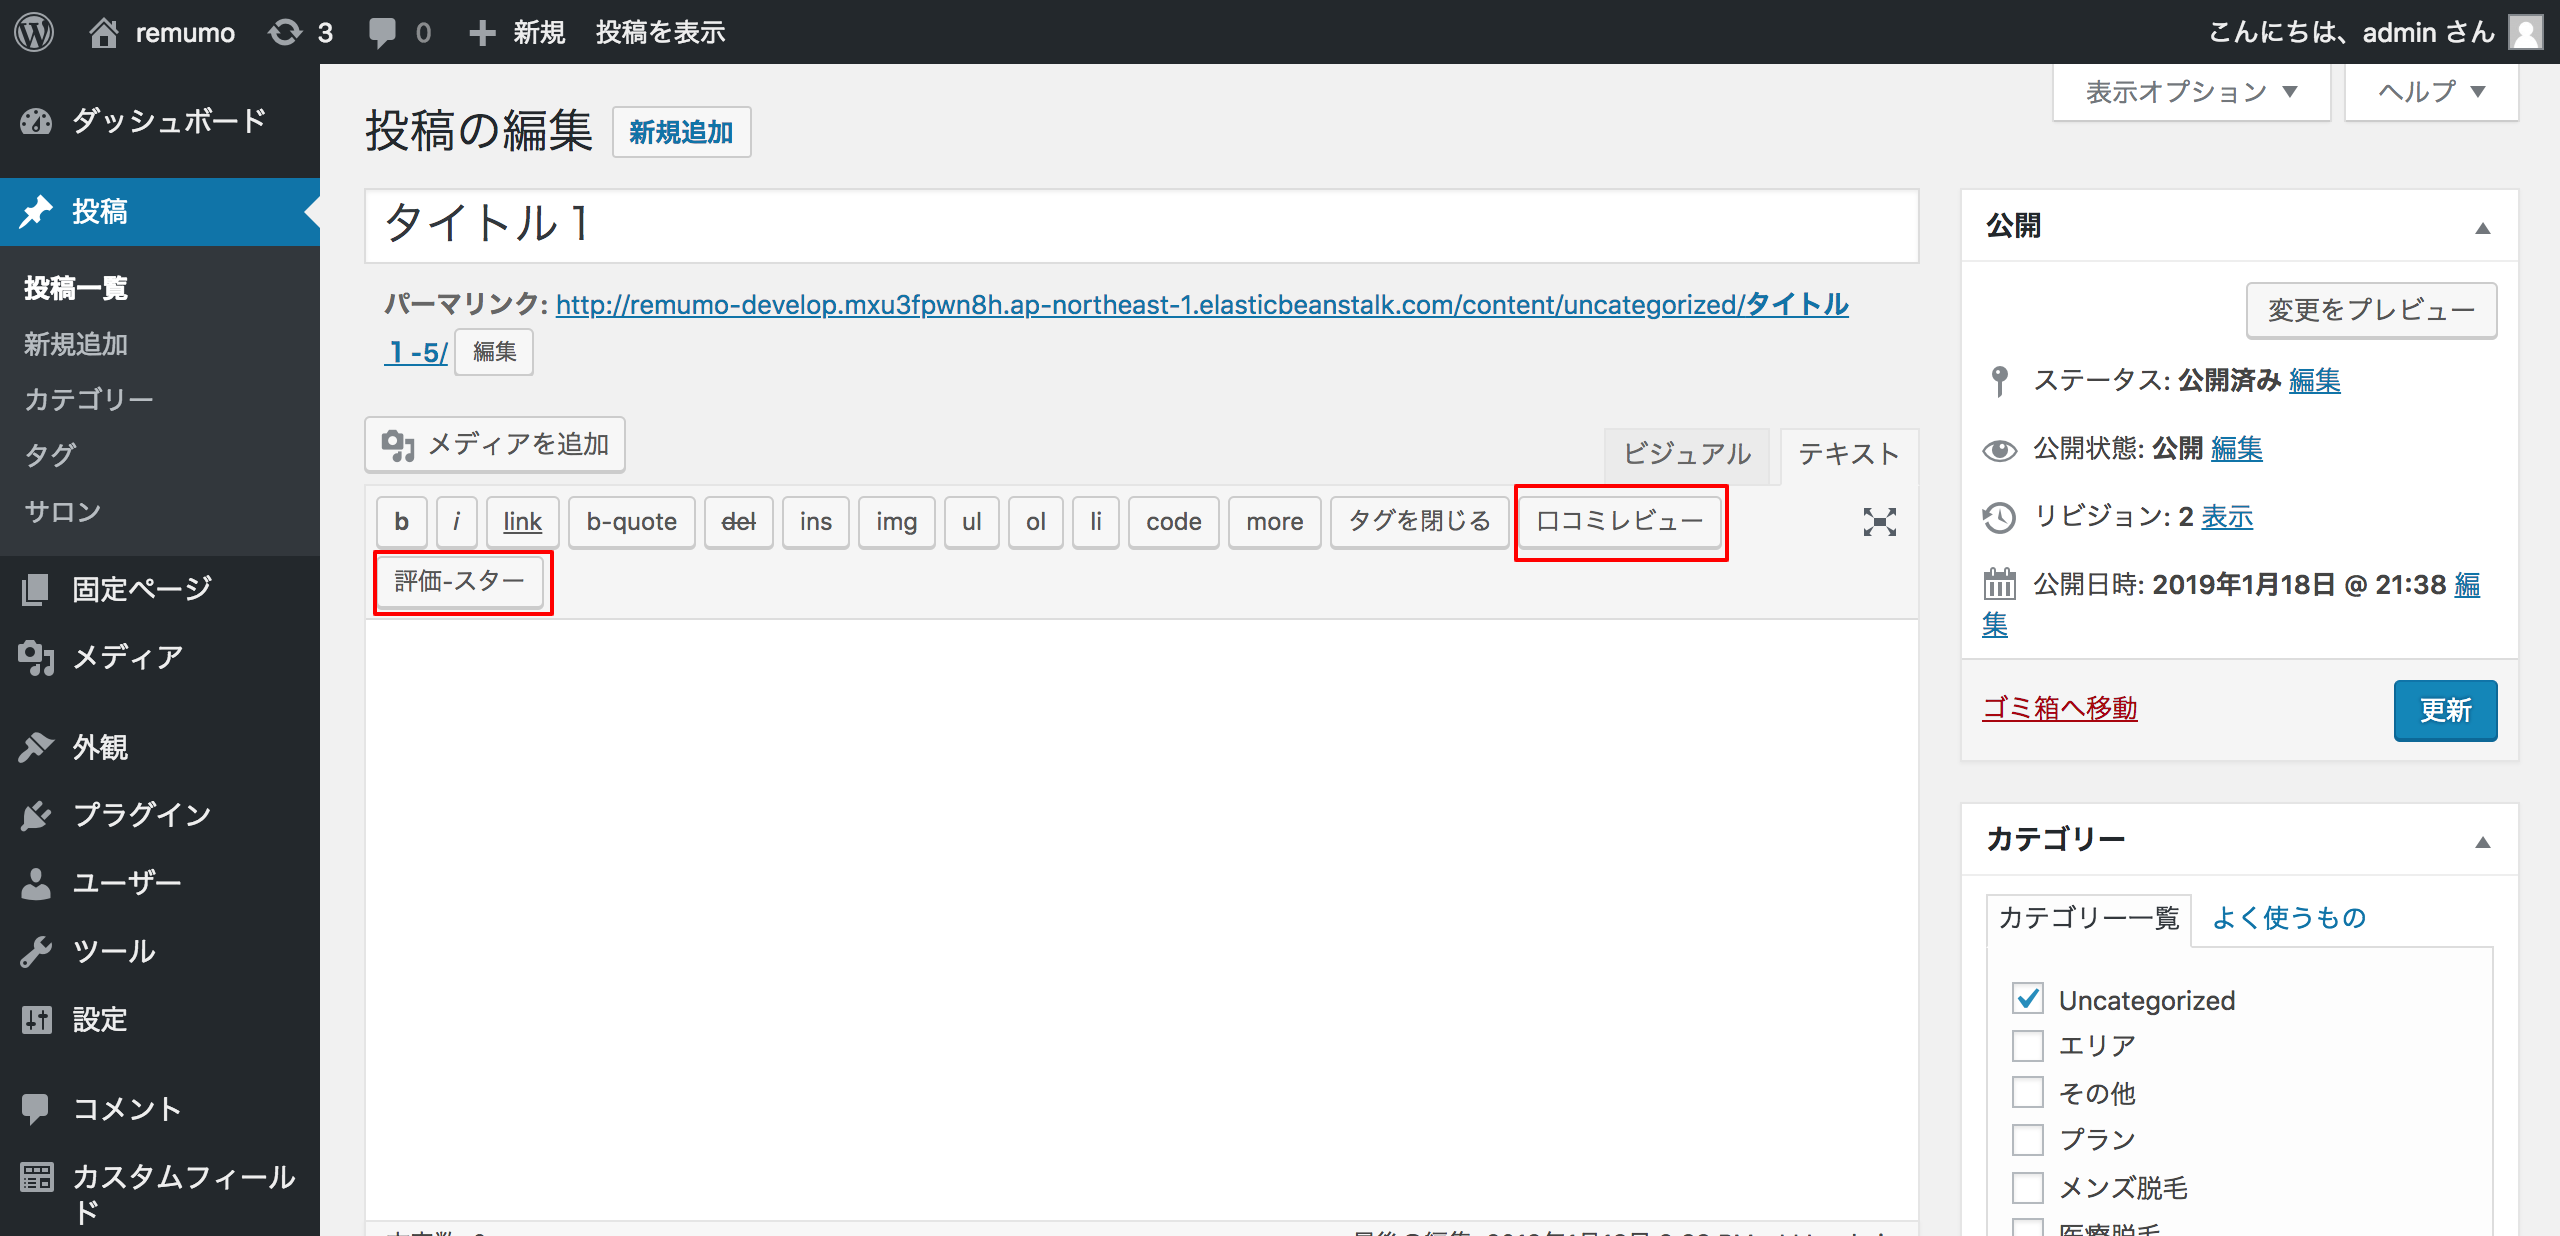 remumo 3 0 新規 投稿を表示 こんにちは、admin さん
ダッシュボード
投稿
投稿一覧
新規追加
カテゴリー
タグ
サロン
固定ページ
メディア
外観
プラグイン
ユーザー
ツール
設定
コメント
カスタムフィール
ド
表示オプション ▼ ヘルプ ▼
投稿の編集 新規追加
タイトル１
パーマリンク: http://remumo-develop.mxu3fpwn8h.ap-northeast-1.elasticbeanstalk.com/content/uncategorized/タイトル
１-5/ 編集
メディアを追加
ビジュアル テキスト
b i link b-quote del ins img ul ol li code more タグを閉じる 口コミレビュー
評価-スター
公開
変更をプレビュー
ステータス: 公開済み 編集
公開状態: 公開 編集
リビジョン: 2 表示
公開日時: 2019年1月18日 @ 21:38 編
集
ゴミ箱へ移動 更新
カテゴリー
カテゴリー一覧 よく使うもの
Uncategorized
エリア
その他
プラン
メンズ脱毛
医療脱毛